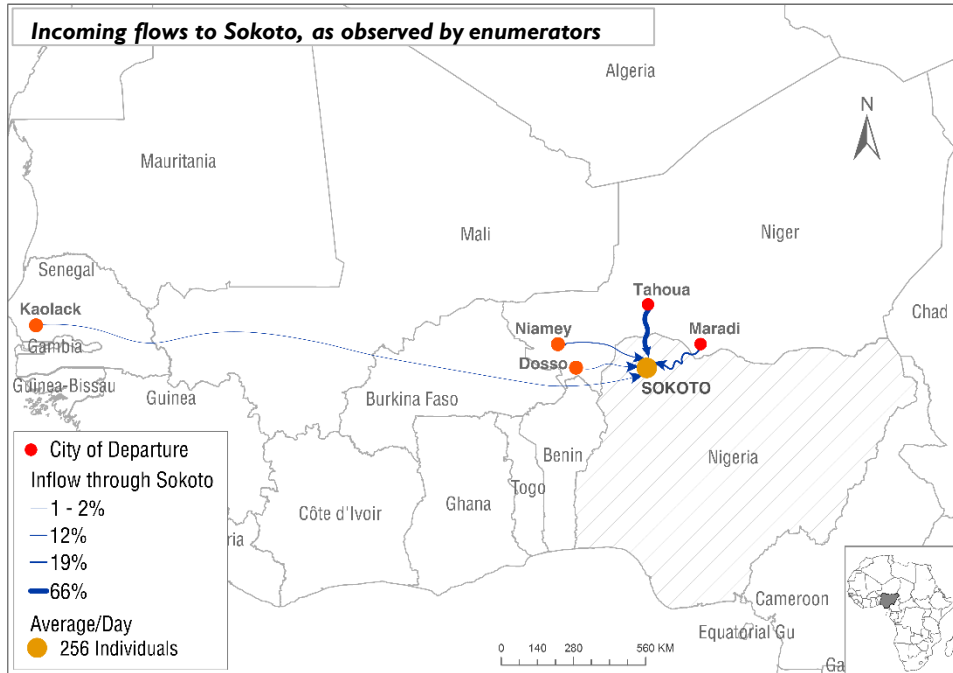 Incoming flows to Sokoto, as observed by enumerators
Algeria
N
Mauritania
Mali
Niger
Senegal
Tahoua
Chad
Kaolack
Niamey
Maradi
Gambia
Dosso
SOKOTO
Guinea-Bissau
Guinea
Burkina Faso
Benin
Nigeria
Togo
Ghana
Côte d'Ivoir
ria
City of Departure
Inflow through Sokoto
1 - 2%
12%
19%
66%
Average/Day
256 Individuals
Cameroon
Equatorial Gu
Ga
0 140 280 560 KM